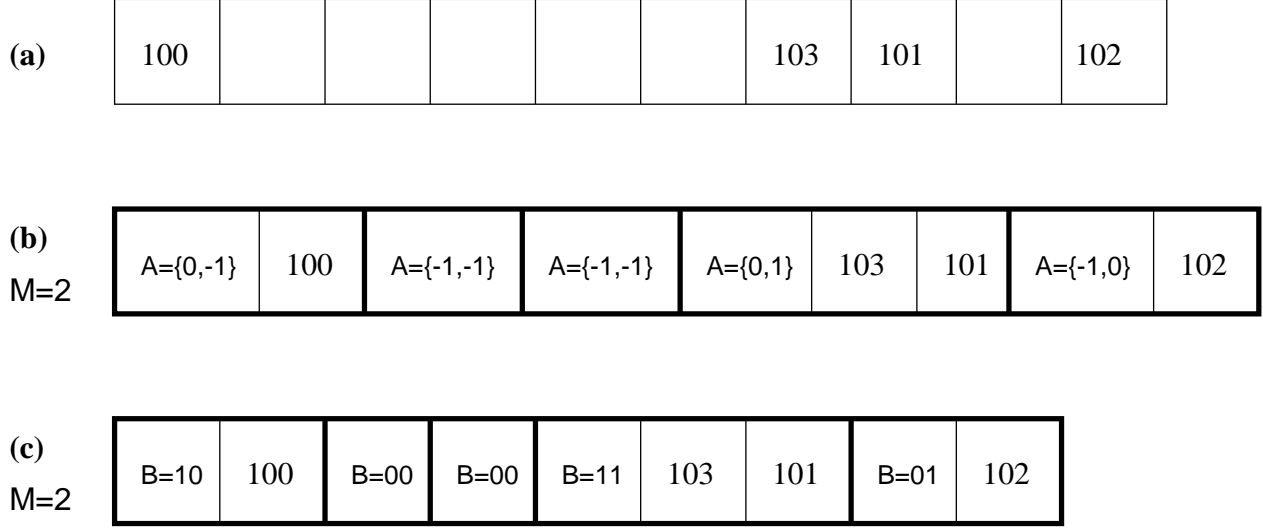 (a) 100 103 101 102
(b)
M=2
A={0,-1} 100 A={-1,-1} A={-1,-1} A={0,1} 103 101 A={-1,0} 102
(c)
M=2
B=10 100 B=00 B=00 B=11 103 101 B=01 102